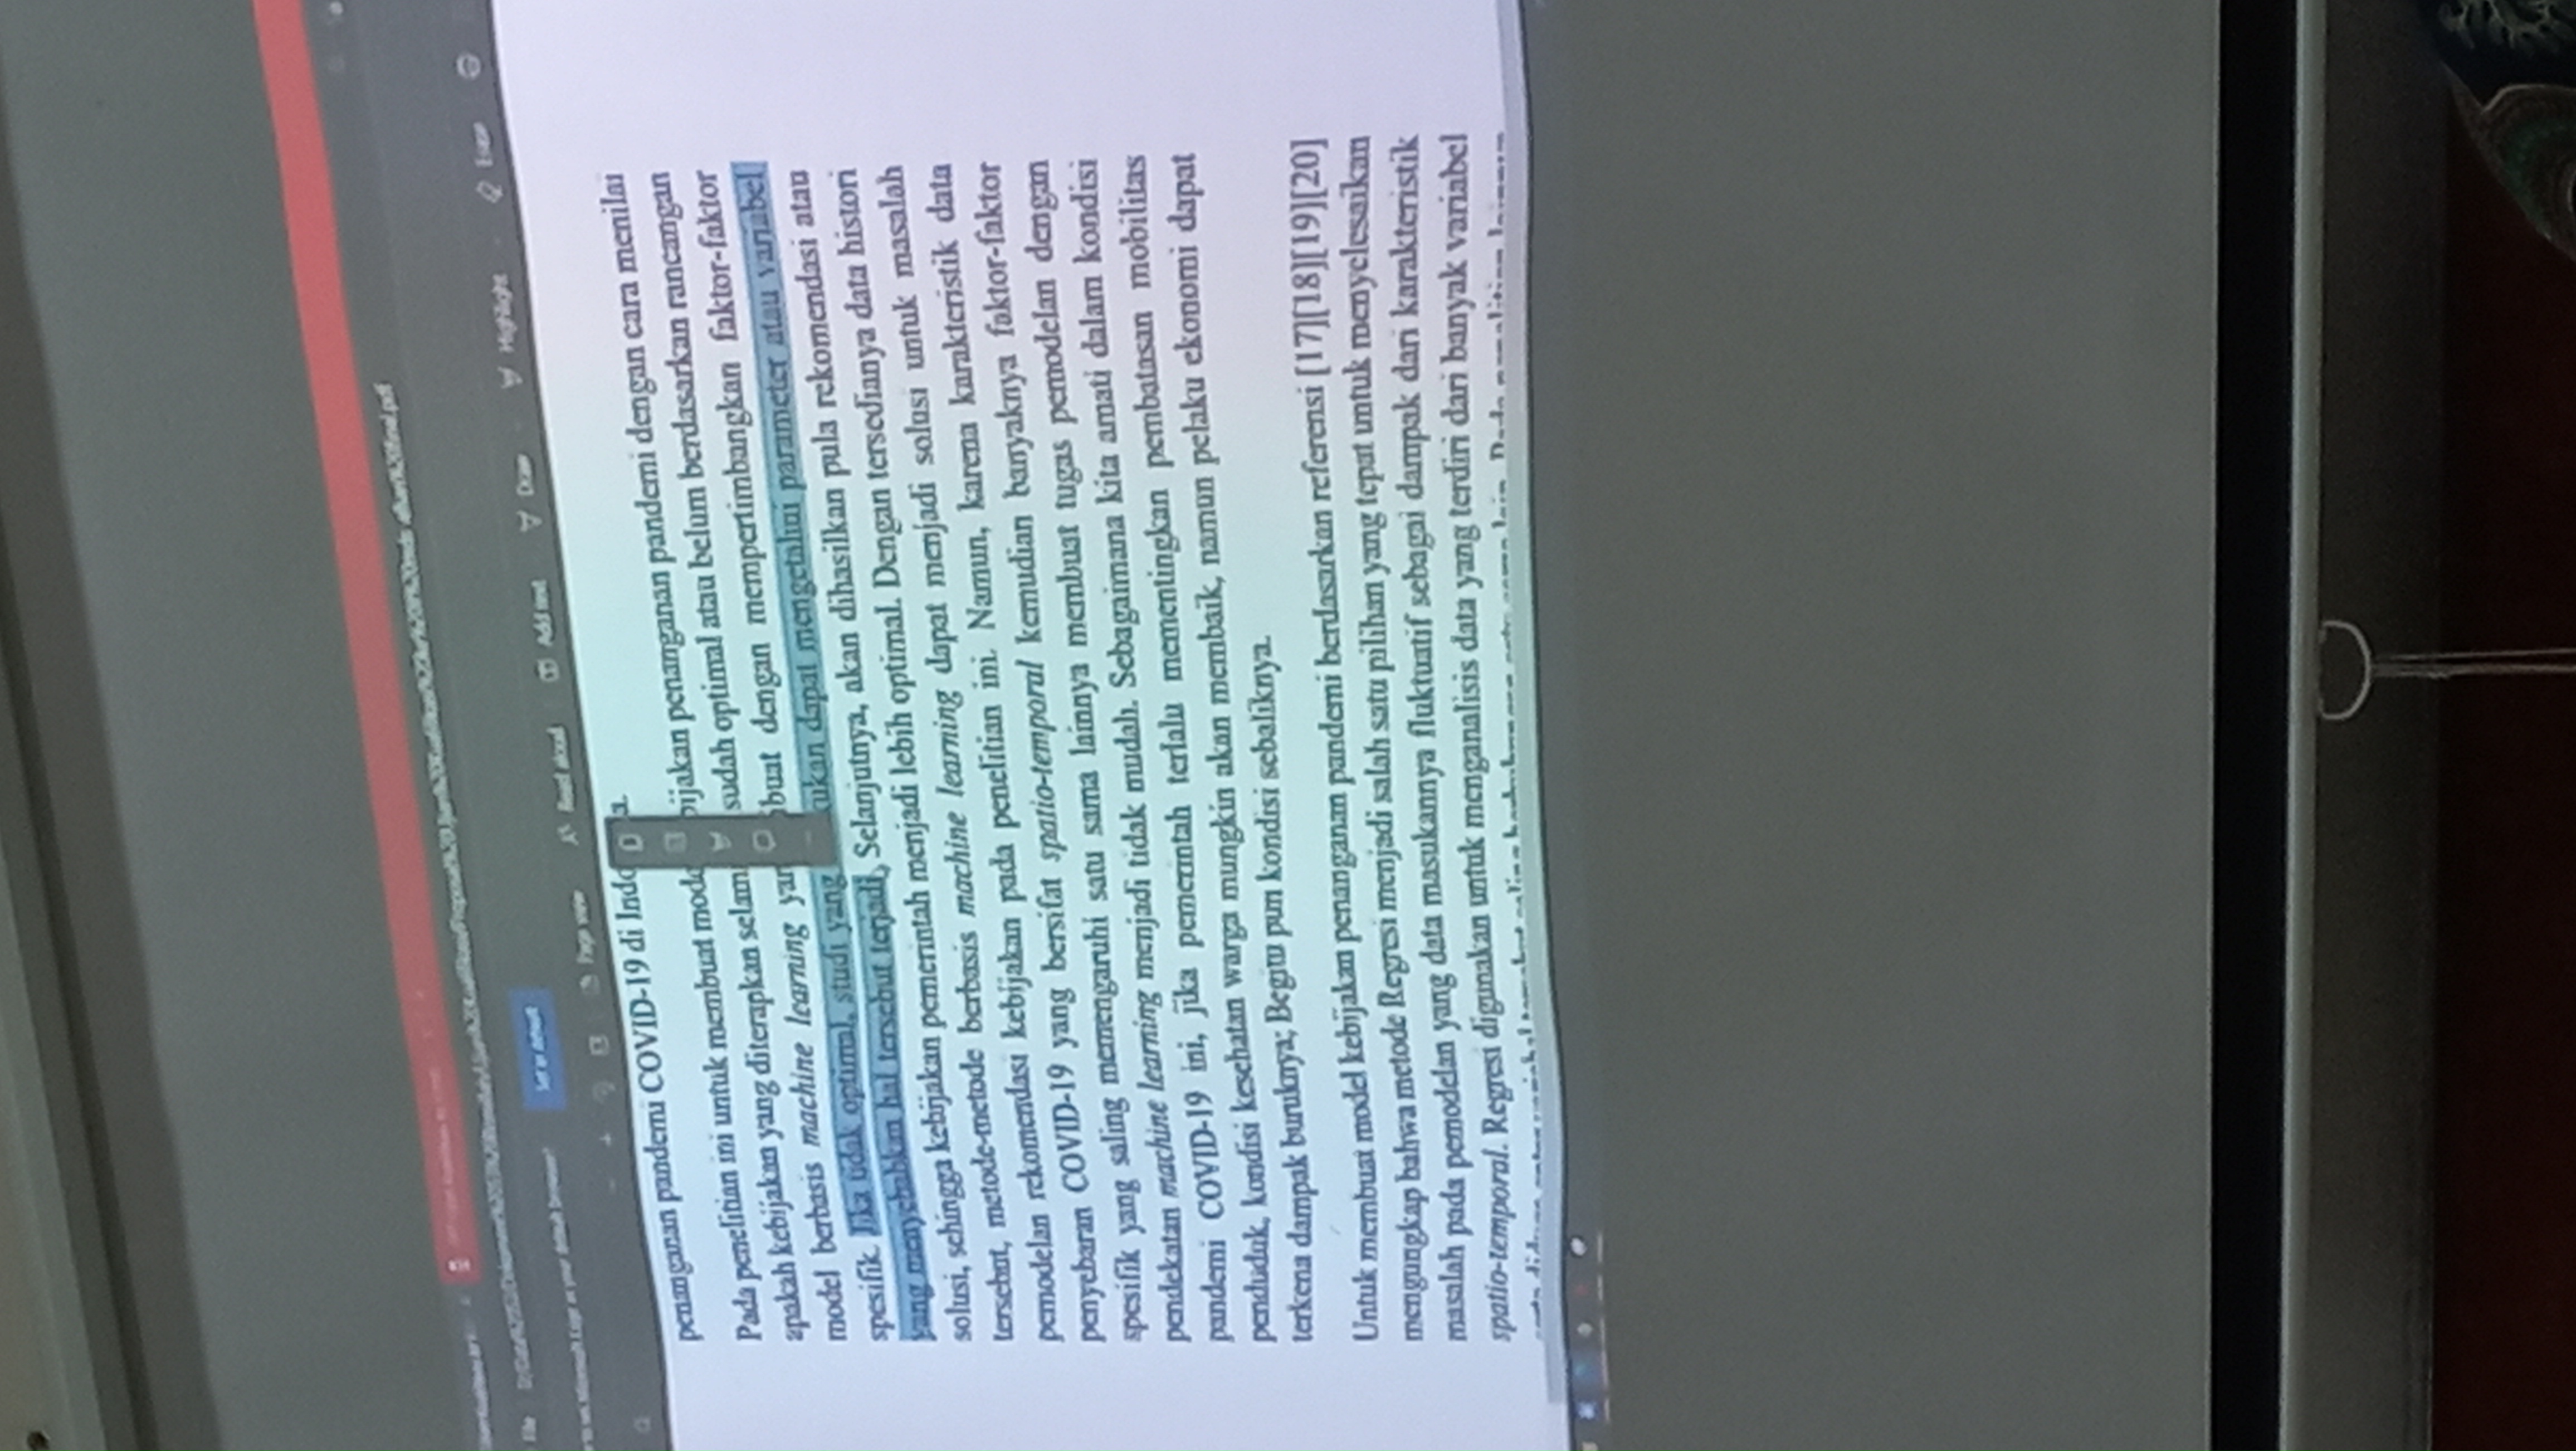 File
Set as default
Page view
Read aloud
Add text
Draw
Highlight
Erase
penanganan pandemi COVID-19 di Indo a.
Pada penelitian ini untuk membuat mode bijakan penanganan pandemi dengan cara menilai
apakah kebijakan yang diterapkan selam sudah optimal atau belum berdasarkan rancangan
model berbasis machine learning yan buat dengan mempertimbangkan faktor-faktor
spesifik. Jika tidak optimal, studi yang kukan dapat mengetahui parameter atau variabel
yang menyebabkan hal tersebut terjadi, Selanjutnya, akan dihasilkan pula rekomendasi atau
solusi, sehingga kebijakan pemerintah menjadi lebih optimal. Dengan tersedianya data histori
tersebut, metode-metode berbasis machine learning dapat menjadi solusi untuk masalah
pemodelan rekomendasi kebijakan pada penelitian ini. Namun, karena karakteristik data
penyebaran COVID-19 yang bersifat spatio-temporal kemudian banyaknya faktor-faktor
spesifik yang saling memengaruhi satu sama lainnya membuat tugas pemodelan dengan
pendekatan machine learning menjadi tidak mudah. Sebagaimana kita amati dalam kondisi
pandemi COVID-19 ini, jika pemerintah terlalu mementingkan pembatasan mobilitas
penduduk, kondisi kesehatan warga mungkin akan membaik, namun pelaku ekonomi dapat
terkena dampak buruknya; Begitu pun kondisi sebaliknya.
Untuk membuat model kebijakan penanganan pandemi berdasarkan referensi [17][18][19][20]
mengungkap bahwa metode Regresi menjadi salah satu pilihan yang tepat untuk menyelesaikan
masalah pada pemodelan yang data masukannya fluktuatif sebagai dampak dari karakteristik
spatio-temporal. Regresi digunakan untuk menganalisis data yang terdiri dari banyak variabel